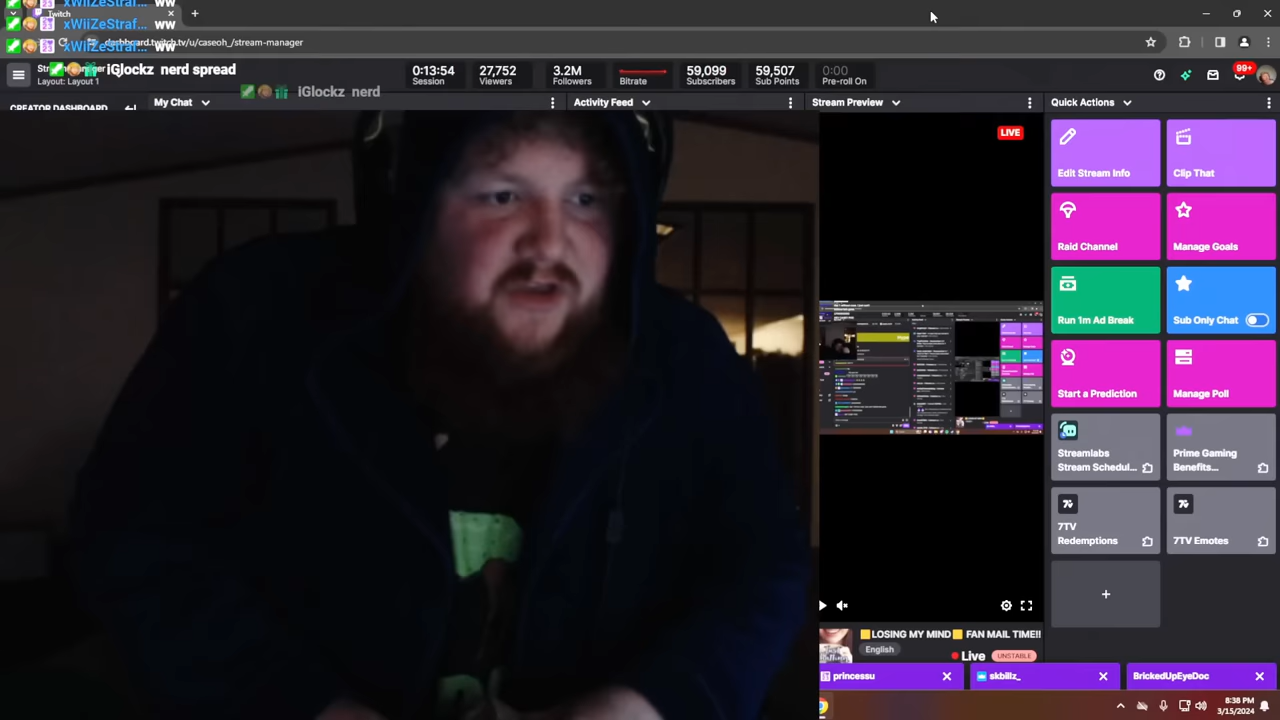 xWiiZeStraf... ww
Twitch
xWiiZeStraf... ww
xWiiZeStraf... ww
dashboard.twitch.tv/u/caseoh_/stream-manager
iGlockz nerd spread
Layout: Layout 1
iGlockz nerd
0:13:54
Session
27,752
Viewers
3.2M
Followers
Bitrate
59,099
Subscribers
59,507
Sub Points
0:00
Pre-roll On
99+
CREATOR DASHBOARD
My Chat
Activity Feed
Stream Preview
Quick Actions
LIVE
Edit Stream Info
Clip That
Raid Channel
Manage Goals
Run 1m Ad Break
Sub Only Chat
Start a Prediction
Manage Poll
Streamlabs
Stream Schedul...
Prime Gaming
Benefits...
7TV
Redemptions
7TV Emotes
LOSING MY MIND FAN MAIL TIME!!
English
Live
UNSTABLE
princessu
skbillz_
BrickedUpEyeDoc
8:38 PM
3/15/2024